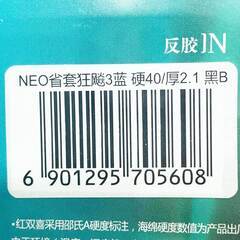 反胶IN
NEO省套狂飚3蓝 硬40/厚2.1 黑B
6 901295 705608
•红双喜采用邵氏A硬度标注，海绵硬度数值为产品出厂